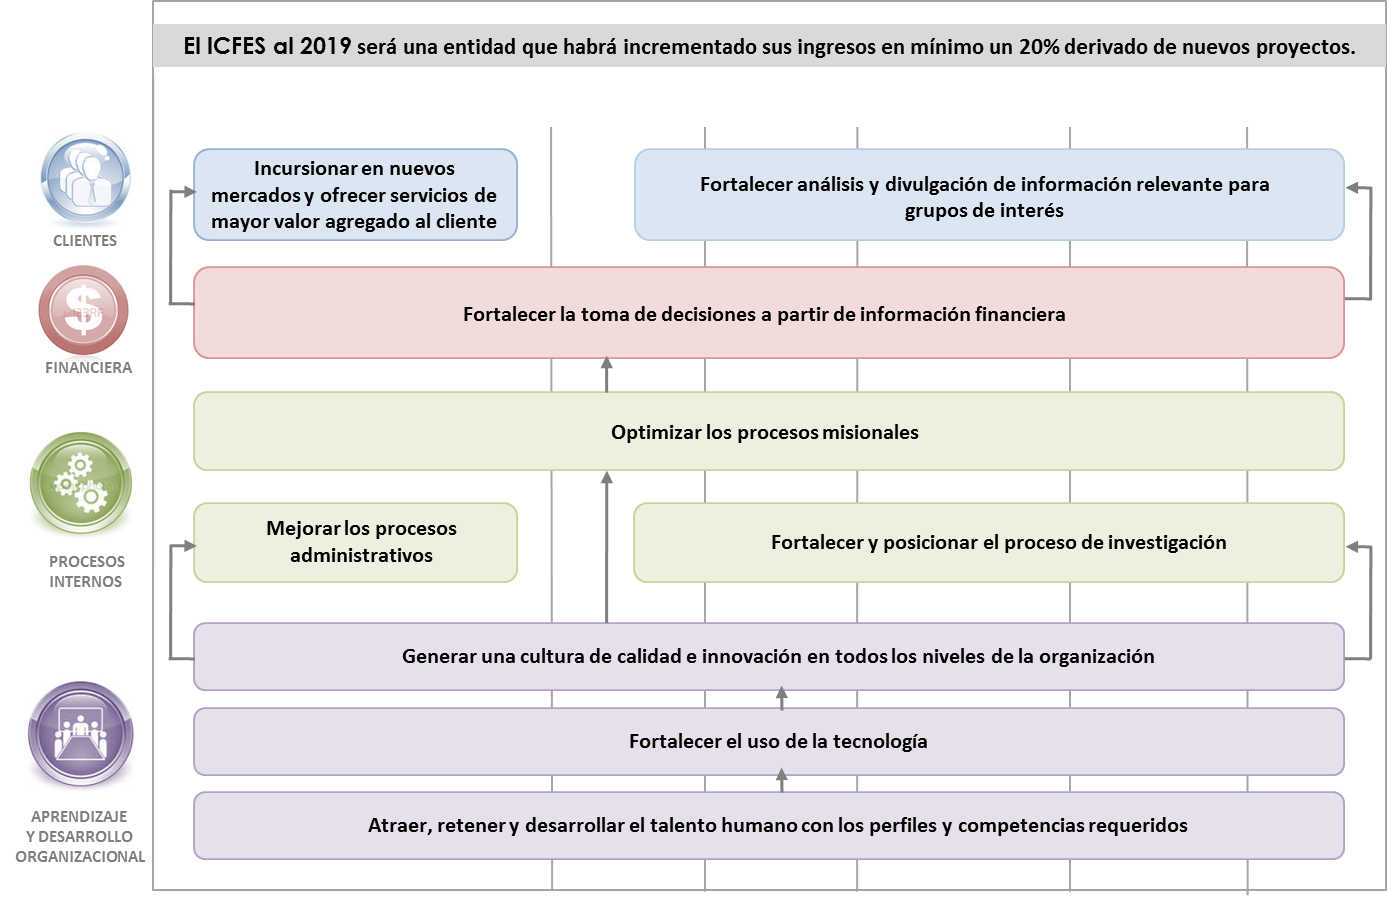 El ICFES al 2019 será una entidad que habrá incrementado sus ingresos en mínimo un 20% derivado de nuevos proyectos.
CLIENTES
Incursionar en nuevos
mercados y ofrecer servicios de
mayor valor agregado al cliente
Fortalecer análisis y divulgación de información relevante para
grupos de interés
FINANCIERA
Fortalecer la toma de decisiones a partir de información financiera
Optimizar los procesos misionales
PROCESOS
INTERNOS
Mejorar los procesos
administrativos
Fortalecer y posicionar el proceso de investigación
Generar una cultura de calidad e innovación en todos los niveles de la organización
APRENDIZAJE
Y DESARROLLO
ORGANIZACIONAL
Fortalecer el uso de la tecnología
Atraer, retener y desarrollar el talento humano con los perfiles y competencias requeridos